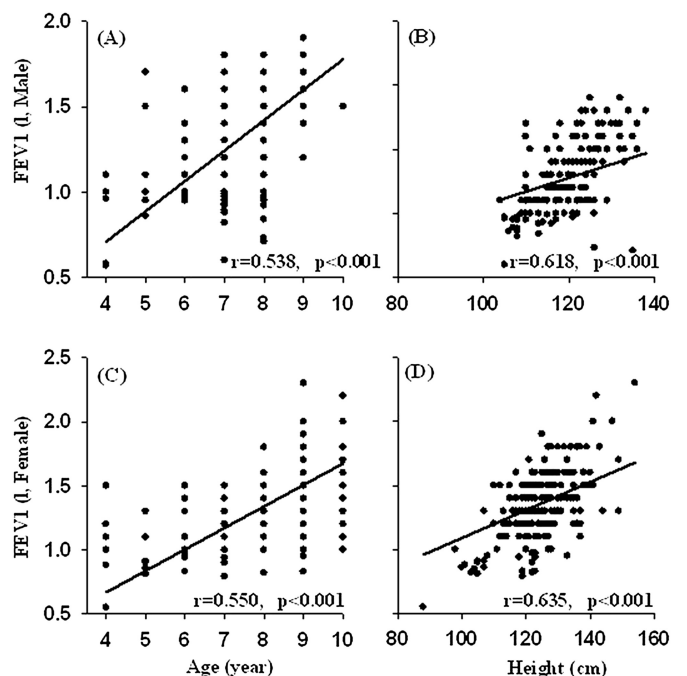 2.0
(A)
(B)
FEV1 (l, Male)
1.5
1.0
0.5
r=0.538, p<0.001
r=0.618, p<0.001
4 5 6 7 8 9 10
80 100 120 140
2.5
(C)
(D)
FEV1 (l, Female)
2.0
1.5
1.0
0.5
r=0.550, p<0.001
r=0.635, p<0.001
4 5 6 7 8 9 10
80 100 120 140 160
Age (year)
Height (cm)